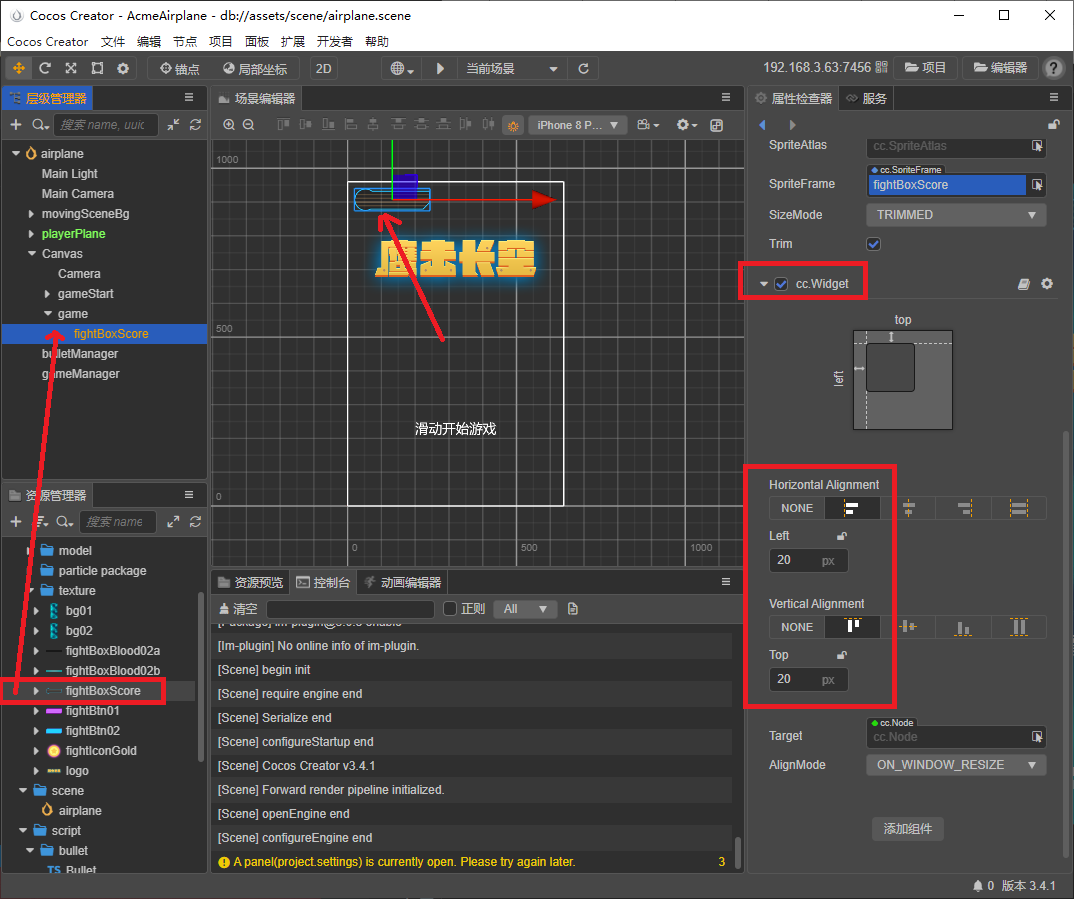 Cocos Creator - AcmeAirplane - db://assets/scene/airplane.scene
Cocos Creator 文件 编辑 节点 项目 面板 扩展 开发者 帮助
锚点 局部坐标 2D 当前场景 192.168.3.63:7456 项目 编辑器 ?
层级管理器
搜索 name, uuic
airplane
Main Light
Main Camera
movingSceneBg
playerPlane
Canvas
Camera
gameStart
game
fightBoxScore
bulletManager
gameManager
资源管理器
搜索 name
model
particle package
texture
bg01
bg02
fightBoxBlood02a
fightBoxBlood02b
fightBoxScore
fightBtn01
fightBtn02
fightIconGold
logo
scene
airplane
script
bullet
TS Bullet
场景编辑器
iPhone 8 P...
1000
500
0
0 500 1000
鹰击长空
滑动开始游戏
资源预览 控制台 动画编辑器
清空 正则 All
[Package] im-plugin@
[Im-plugin] No online info of im-plugin.
[Scene] begin init
[Scene] require engine end
[Scene] Serialize end
[Scene] configureStartup end
[Scene] Cocos Creator v3.4.1
[Scene] Forward render pipeline initialized.
[Scene] openEngine end
[Scene] configureEngine end
A panel(project.settings) is currently open. Please try again later. 3
属性检查器 服务
SpriteAtlas cc.SpriteAtlas
cc.SpriteFrame
SpriteFrame fightBoxScore
SizeMode TRIMMED
Trim
cc.Widget
top
left
Horizontal Alignment
NONE
Left
20 px
Vertical Alignment
NONE
Top
20 px
cc.Node
Target cc.Node
AlignMode ON_WINDOW_RESIZE
添加组件
0 版本 3.4.1